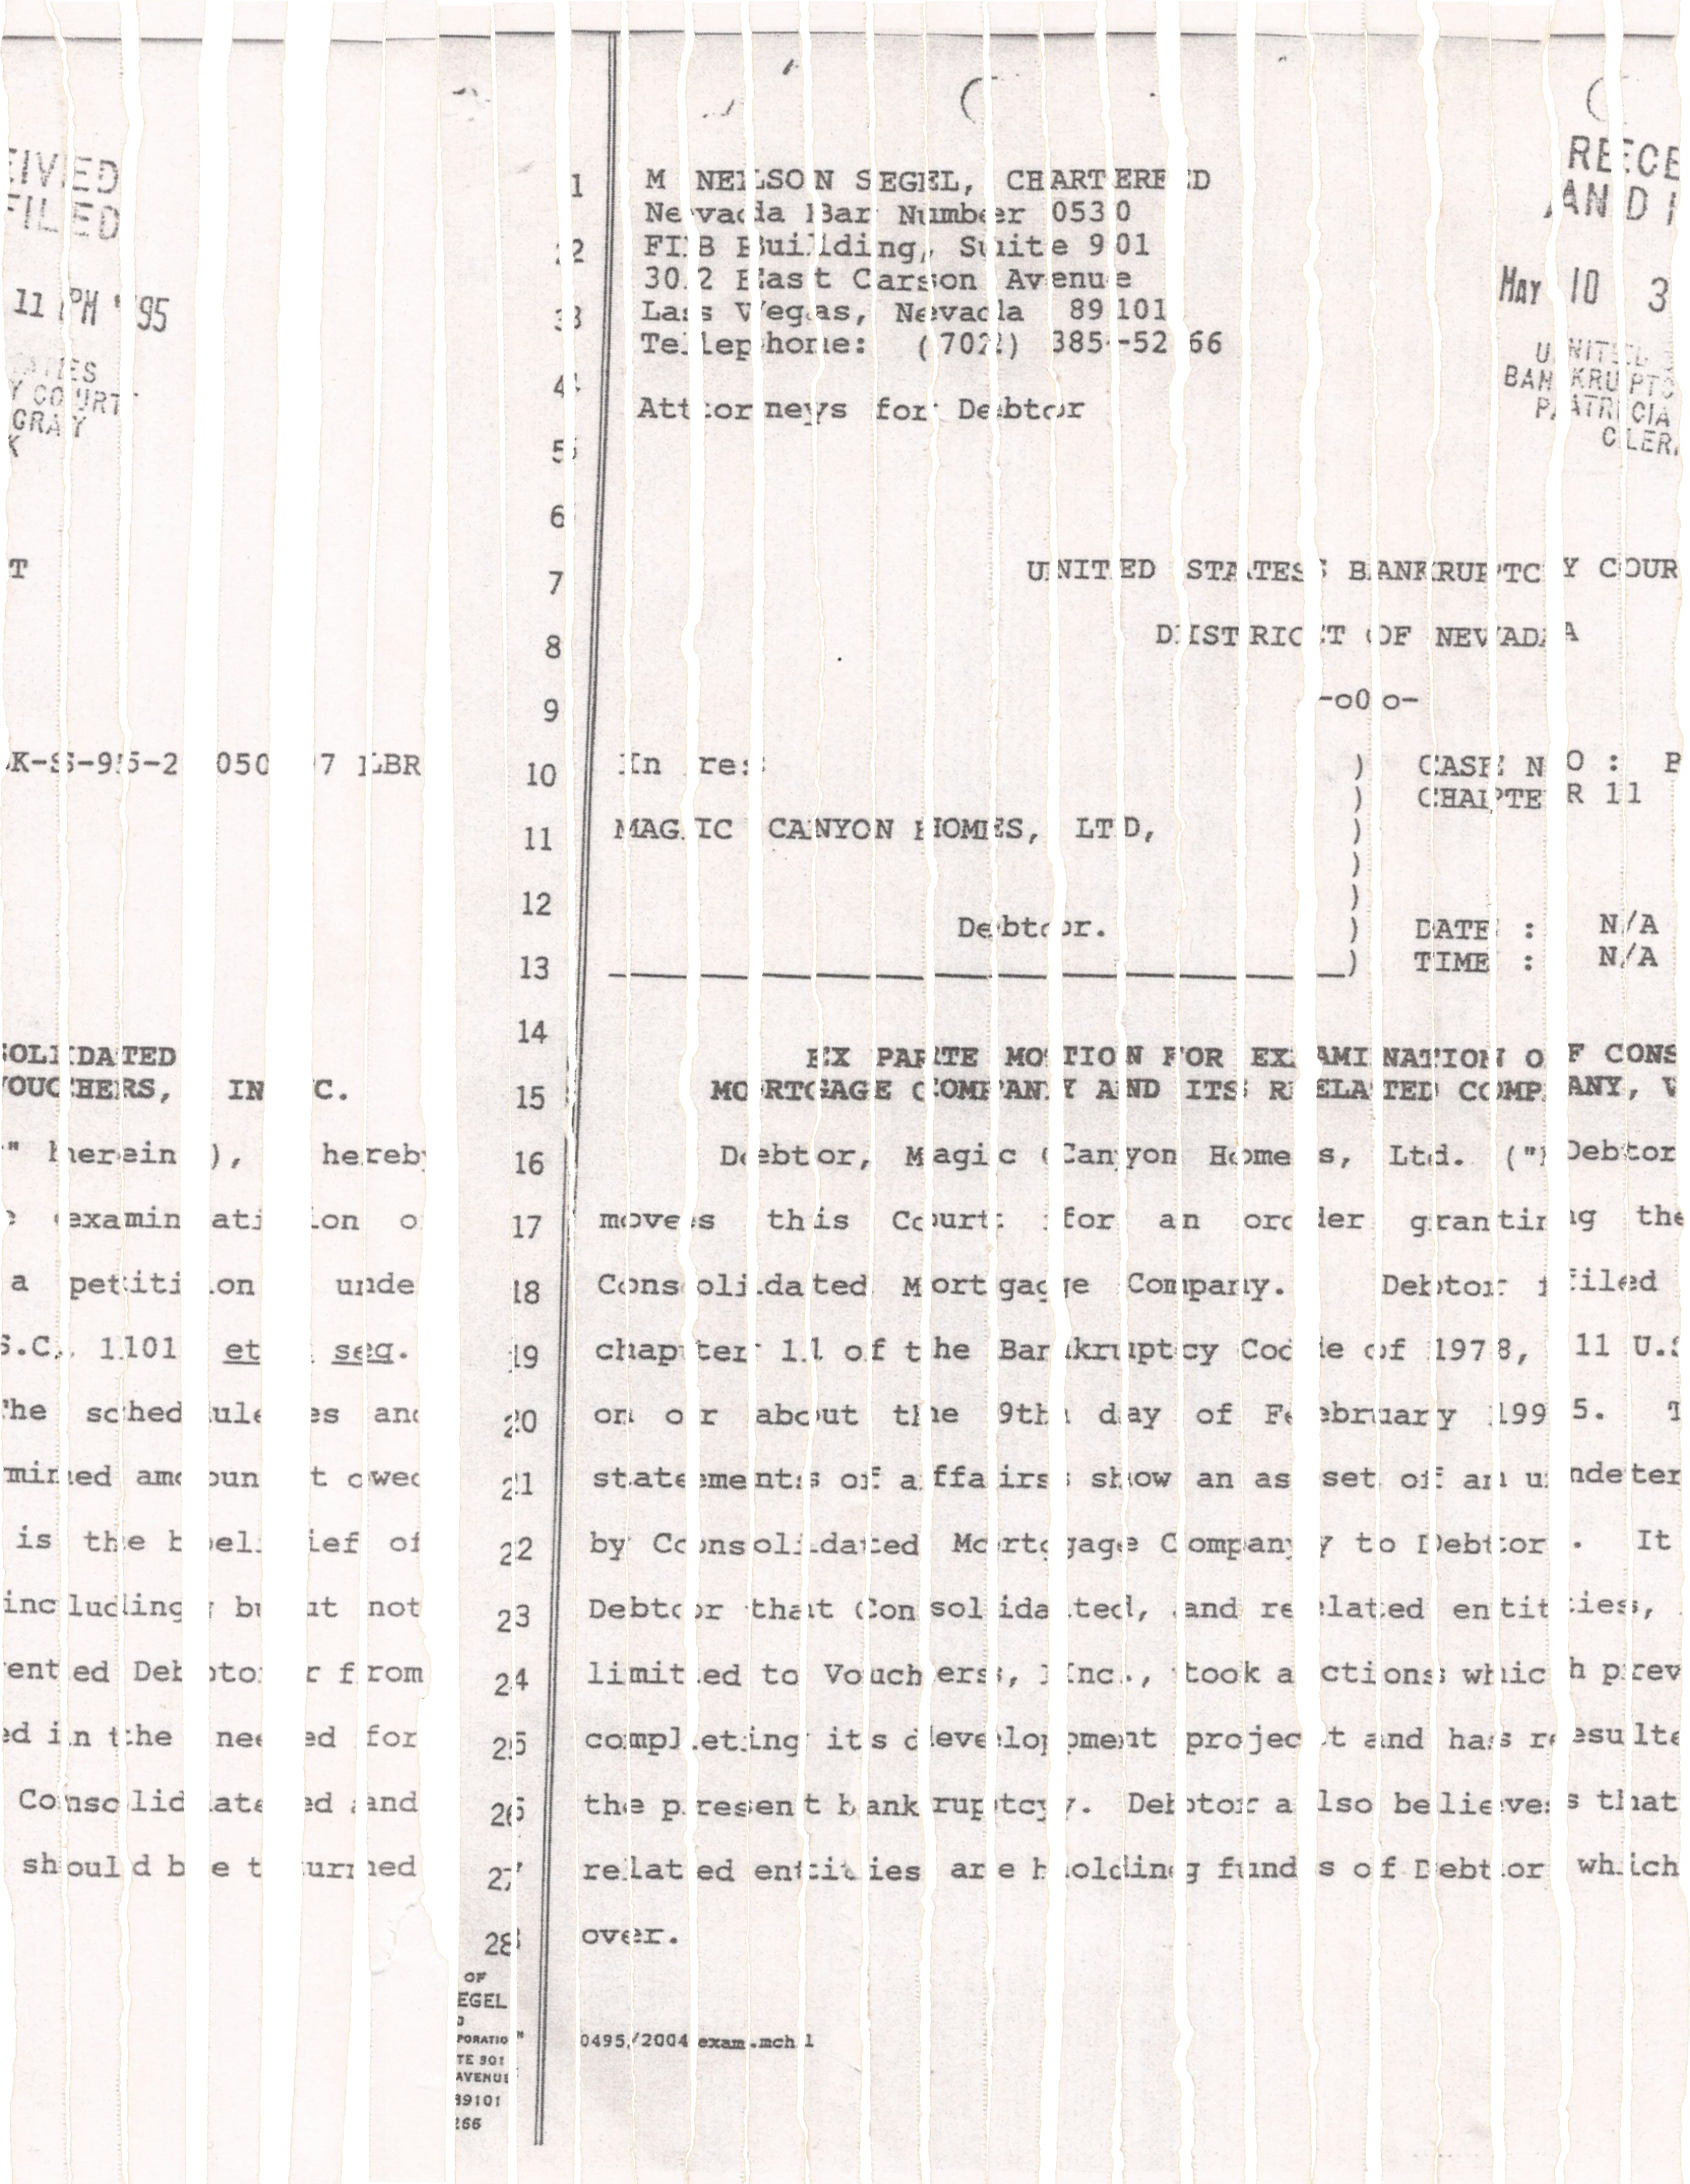 RECEIVED
AND FILED
MAY 10 3 11 PM '95
UNITED STATES
BANKRUPTCY COURT
PATRICIA GRAY
CLERK
1 M NELSON SEGEL, CHARTERED
Nevada Bar Number 0530
2 FIB Building, Suite 901
302 East Carson Avenue
3 Las Vegas, Nevada 89101
Telephone: (702) 385-5266
4
Attorneys for Debtor
5
6
7 UNITED STATES BANKRUPTCY COURT
8 DISTRICT OF NEVADA
9 -o0o-
10 In re: ) CASE NO: BK-S-95-20507 LBR
) CHAPTER 11
11 MAGIC CANYON HOMES, LTD, )
)
12 )
Debtor. ) DATE: N/A
13 ) TIME: N/A
14
EX PARTE MOTION FOR EXAMINATION OF CONSOLIDATED
15 MORTGAGE COMPANY AND ITS RELATED COMPANY, VOUCHERS, INC.
16 Debtor, Magic Canyon Homes, Ltd. ("Debtor" herein), hereby
17 moves this Court for an order granting the examination of
18 Consolidated Mortgage Company. Debtor filed a petition under
19 chapter 11 of the Bankruptcy Code of 1978, 11 U.S.C. 1101 et seq.
20 on or about the 9th day of February 1995. The schedules and
21 statements of affairs show an asset of an undetermined amount owed
22 by Consolidated Mortgage Company to Debtor. It is the belief of
23 Debtor that Consolidated, and related entities, including but not
24 limited to Vouchers, Inc., took actions which prevented Debtor from
25 completing its development project and has resulted in the need for
26 the present bankruptcy. Debtor also believes that Consolidated and
27 related entities are holding funds of Debtor which should be turned
28 over.
OF
EGEL
PORATION
TE 901
AVENUE
89101
266
0495/2004exam.mch1